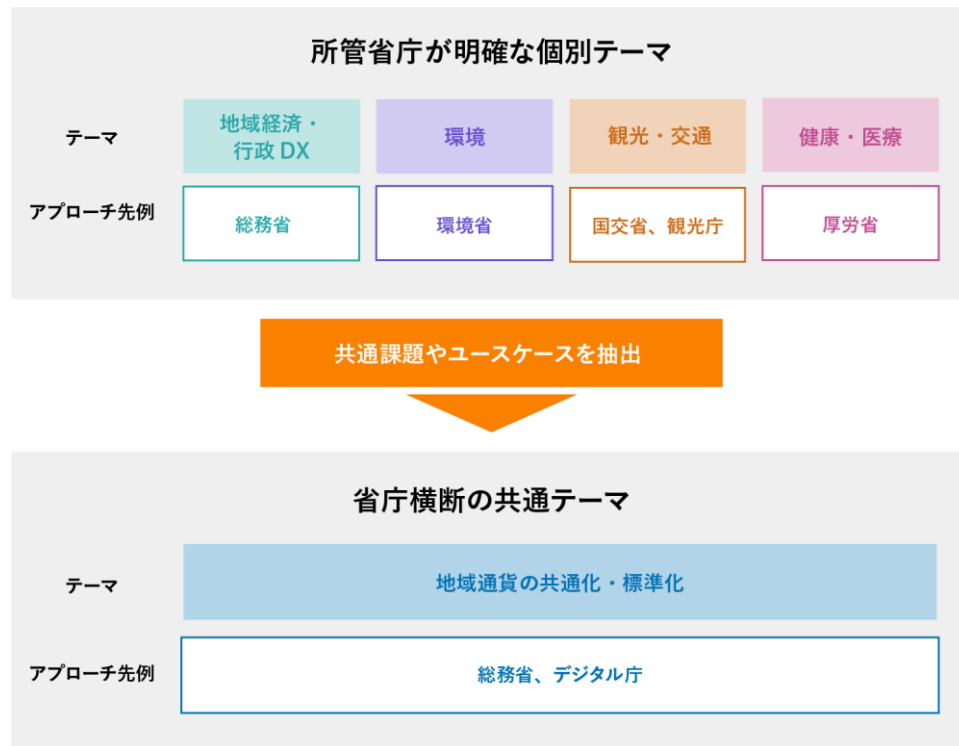 所管省庁が明確な個別テーマ
テーマ
地域経済・
行政 DX
環境
観光・交通
健康・医療
アプローチ先例
総務省
環境省
国交省、観光庁
厚労省
共通課題やユースケースを抽出
省庁横断の共通テーマ
テーマ
地域通貨の共通化・標準化
アプローチ先例
総務省、デジタル庁